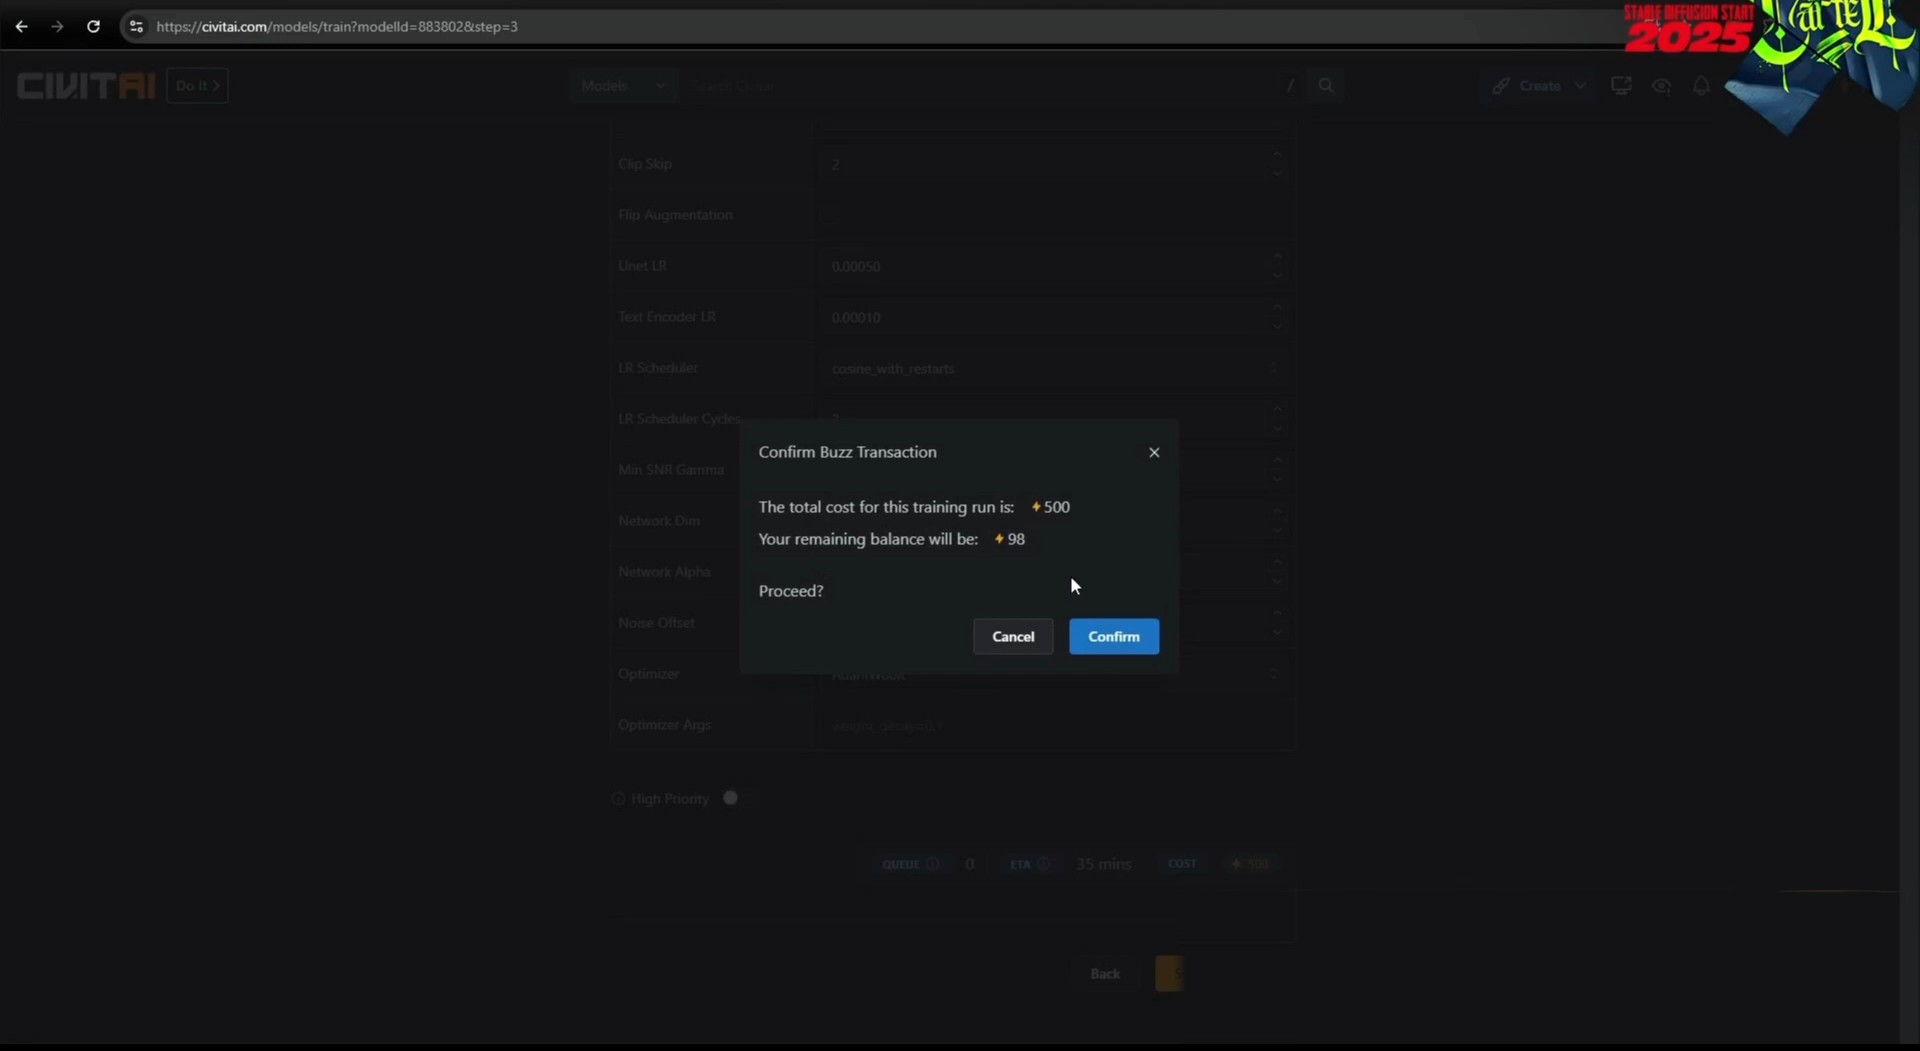 https://civitai.com/models/train?modelId=883802&step=3
STABLE DIFFUSION START
2025
CARTEL
CIVITAI
Do It >
Models
/
Create
Clip Skip
2
Flip Augmentation
Unet LR
0.00050
Text Encoder LR
0.00010
LR Scheduler
cosine_with_restarts
LR Scheduler Cycles
Confirm Buzz Transaction
Min SNR Gamma
The total cost for this training run is: 500
Network Dim
Your remaining balance will be: 98
Network Alpha
Proceed?
Noise Offset
Cancel
Confirm
Optimizer
AdamW8Bit
Optimizer Args
High Priority
QUEUE 0 ETA 35 mins COST 500
Back